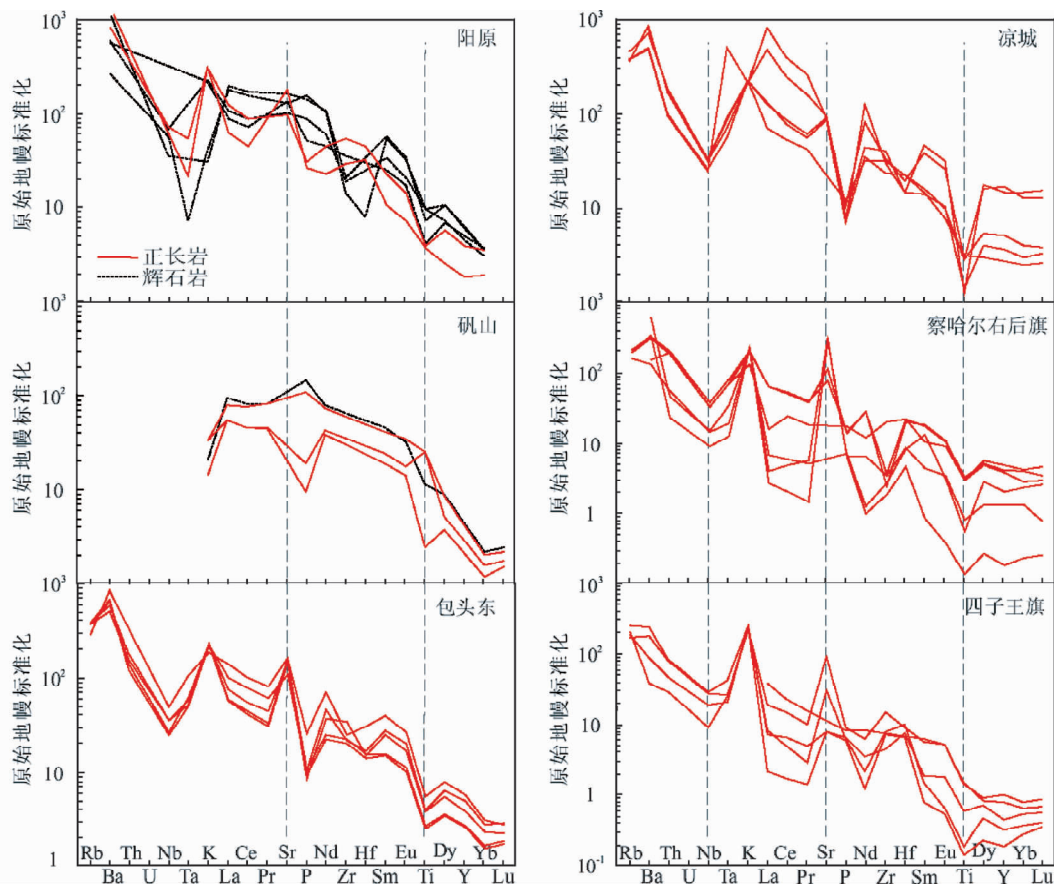 阳原
10³
10²
10
10³
原始地幔标准化
正长岩
辉石岩
凉城
10³
10²
10
10³
原始地幔标准化
矾山
10²
10
10³
原始地幔标准化
察哈尔右后旗
10²
10
1
10³
原始地幔标准化
包头东
10²
10
1
原始地幔标准化
Rb Th Nb K Ce Pr Sr Nd Hf Eu Dy Yb
Ba U Ta La P Zr Sm Ti Y Lu
四子王旗
10²
10
1
10⁻¹
原始地幔标准化
Rb Th Nb K Ce Sr Nd Hf Eu Dy Yb
Ba U Ta La Pr P Zr Sm Ti Y Lu